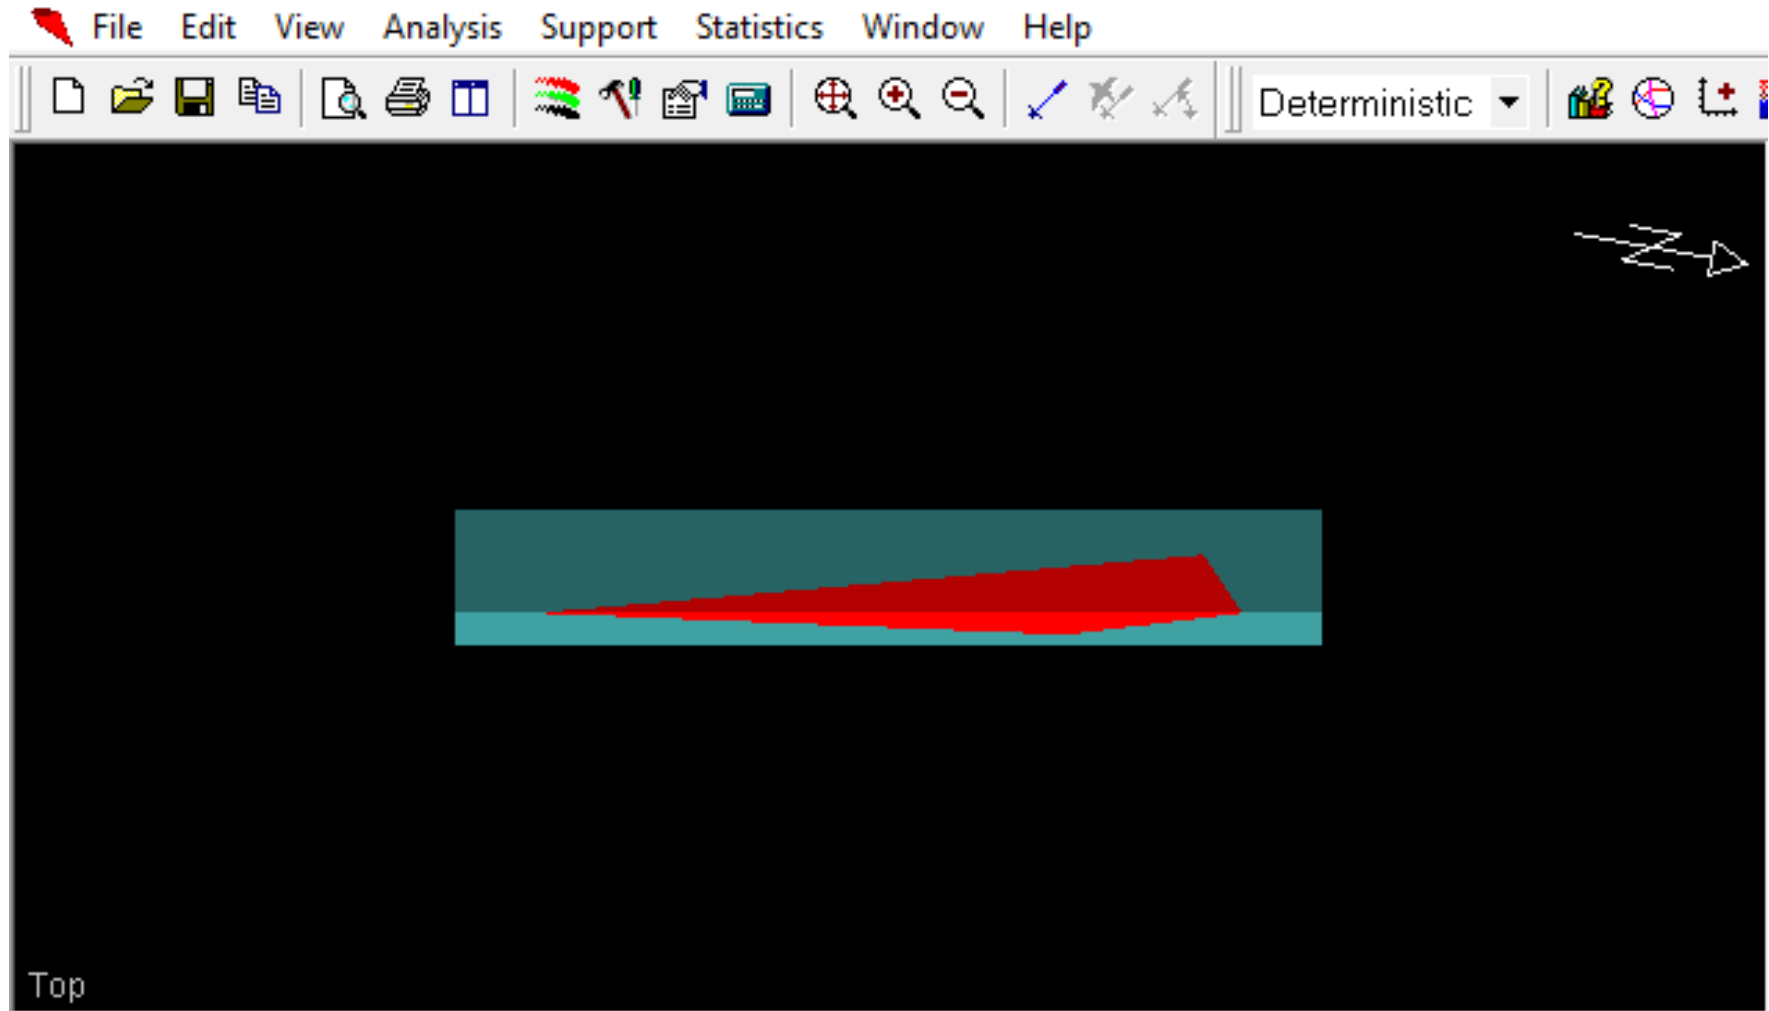 File Edit View Analysis Support Statistics Window Help
Deterministic
Top